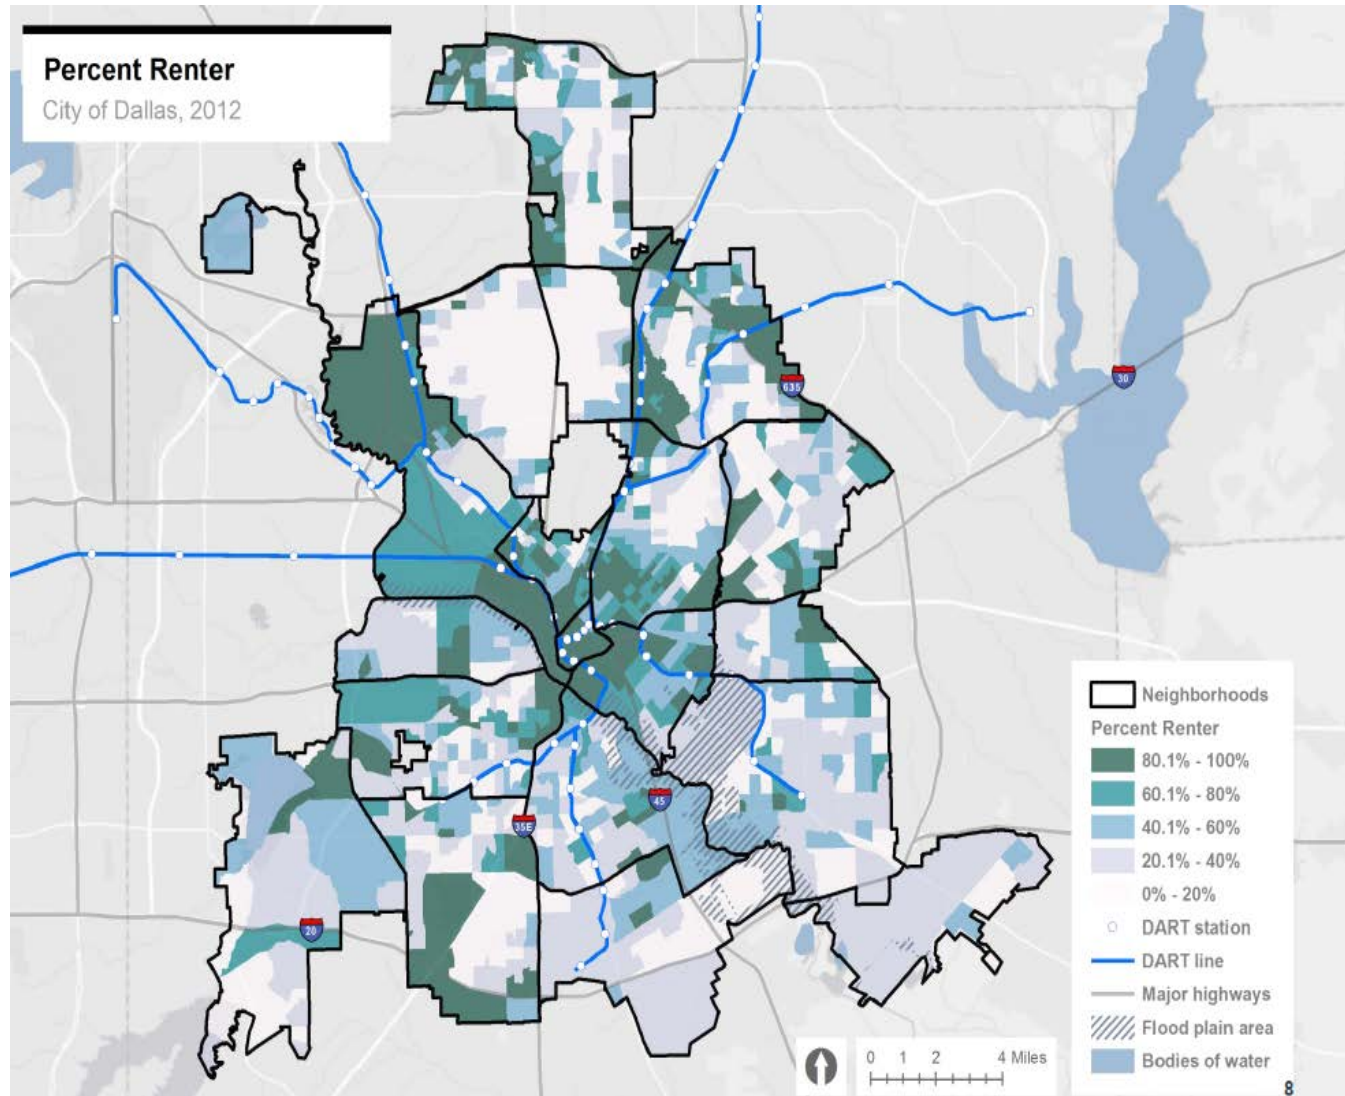 Percent Renter
City of Dallas, 2012
635
30
45
35E
20
Neighborhoods
Percent Renter
80.1% - 100%
60.1% - 80%
40.1% - 60%
20.1% - 40%
0% - 20%
DART station
DART line
Major highways
Flood plain area
Bodies of water
0 1 2 4 Miles
8